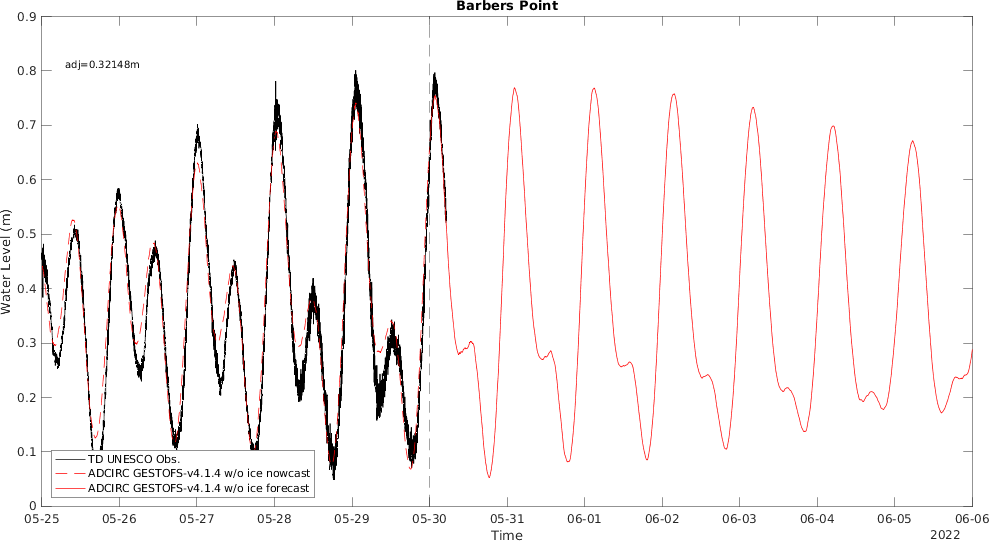 Barbers Point
0.9
0.8
0.7
0.6
0.5
0.4
0.3
0.2
0.1
0
Water Level (m)
adj=0.32148m
TD UNESCO Obs.
ADCIRC GESTOFS-v4.1.4 w/o ice nowcast
ADCIRC GESTOFS-v4.1.4 w/o ice forecast
05-25 05-26 05-27 05-28 05-29 05-30 05-31 06-01 06-02 06-03 06-04 06-05 06-06
Time
2022